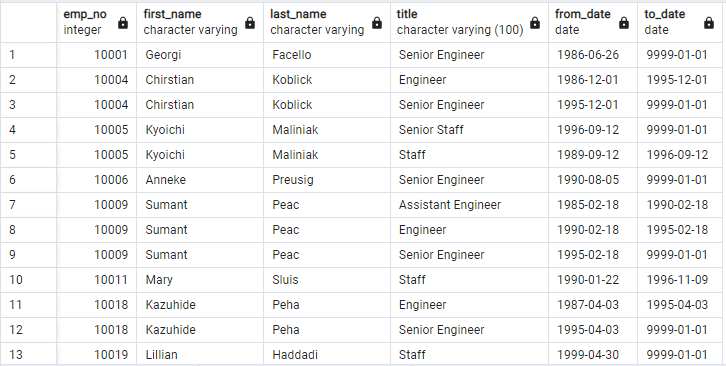 emp_no first_name last_name title from_date to_date
integer character varying character varying character varying (100) date date
1 10001 Georgi Facello Senior Engineer 1986-06-26 9999-01-01
2 10004 Chirstian Koblick Engineer 1986-12-01 1995-12-01
3 10004 Chirstian Koblick Senior Engineer 1995-12-01 9999-01-01
4 10005 Kyoichi Maliniak Senior Staff 1996-09-12 9999-01-01
5 10005 Kyoichi Maliniak Staff 1989-09-12 1996-09-12
6 10006 Anneke Preusig Senior Engineer 1990-08-05 9999-01-01
7 10009 Sumant Peac Assistant Engineer 1985-02-18 1990-02-18
8 10009 Sumant Peac Engineer 1990-02-18 1995-02-18
9 10009 Sumant Peac Senior Engineer 1995-02-18 9999-01-01
10 10011 Mary Sluis Staff 1990-01-22 1996-11-09
11 10018 Kazuhide Peha Engineer 1987-04-03 1995-04-03
12 10018 Kazuhide Peha Senior Engineer 1995-04-03 9999-01-01
13 10019 Lillian Haddadi Staff 1999-04-30 9999-01-01